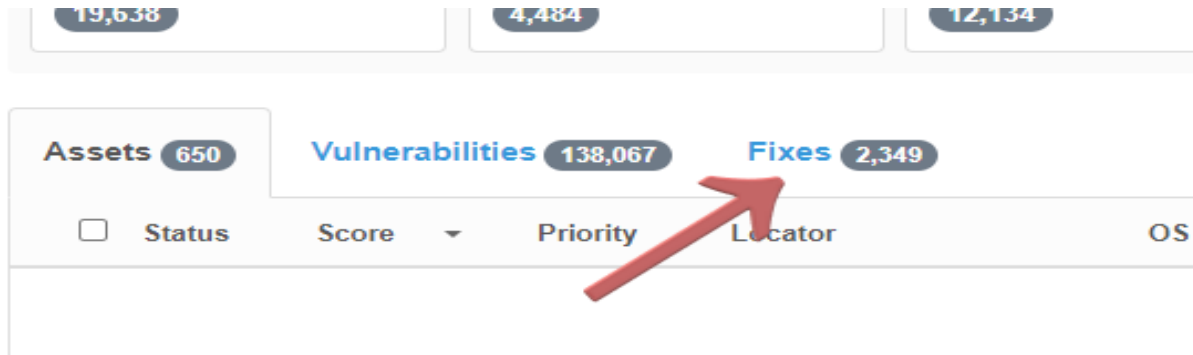 19,638 4,484 12,134
Assets 650 Vulnerabilities 138,067 Fixes 2,349
Status Score Priority Locator OS